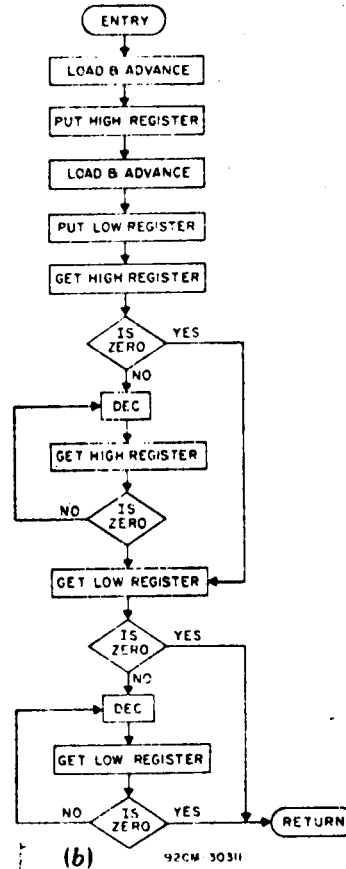 ENTRY
LOAD & ADVANCE
PUT HIGH REGISTER
LOAD & ADVANCE
PUT LOW REGISTER
GET HIGH REGISTER
IS
ZERO
YES
NO
DEC
GET HIGH REGISTER
NO
IS
ZERO
GET LOW REGISTER
IS
ZERO
YES
NO
DEC
GET LOW REGISTER
NO
IS
ZERO
YES
RETURN
(b)
92CM-30311